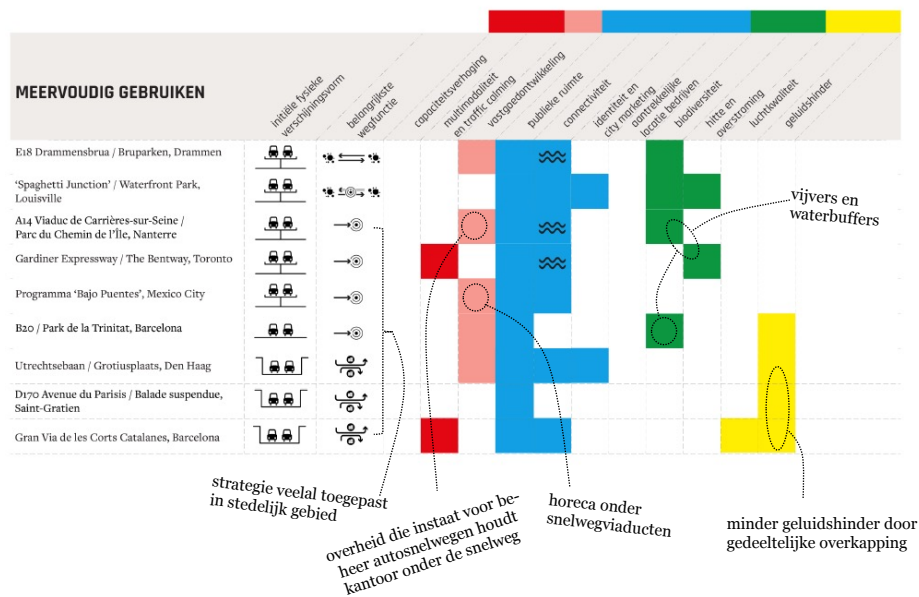 MEERVOUDIG GEBRUIKEN
initiële fysieke
verschijningsvorm
belangrijkste
wegfunctie
capaciteitsverhoging
multimodaliteit
en traffic calming
vastgoedontwikkeling
publieke ruimte
connectiviteit
identiteit en
city marketing
aantrekkelijke
locatie bedrijven
biodiversiteit
hitte en
overstroming
luchtkwaliteit
geluidshinder
E18 Drammensbrua / Bruparken, Drammen
'Spaghetti Junction' / Waterfront Park,
Louisville
A14 Viaduc de Carrières-sur-Seine /
Parc du Chemin de l'Île, Nanterre
Gardiner Expressway / The Bentway, Toronto
Programma 'Bajo Puentes', Mexico City
B20 / Park de la Trinitat, Barcelona
Utrechtsebaan / Grotiusplaats, Den Haag
D170 Avenue du Parisis / Balade suspendue,
Saint-Gratien
Gran Via de les Corts Catalanes, Barcelona
vijvers en
waterbuffers
strategie veelal toegepast
in stedelijk gebied
overheid die instaat voor be-
heer autosnelwegen houdt
kantoor onder de snelweg
horeca onder
snelwegviaducten
minder geluidshinder door
gedeeltelijke overkapping